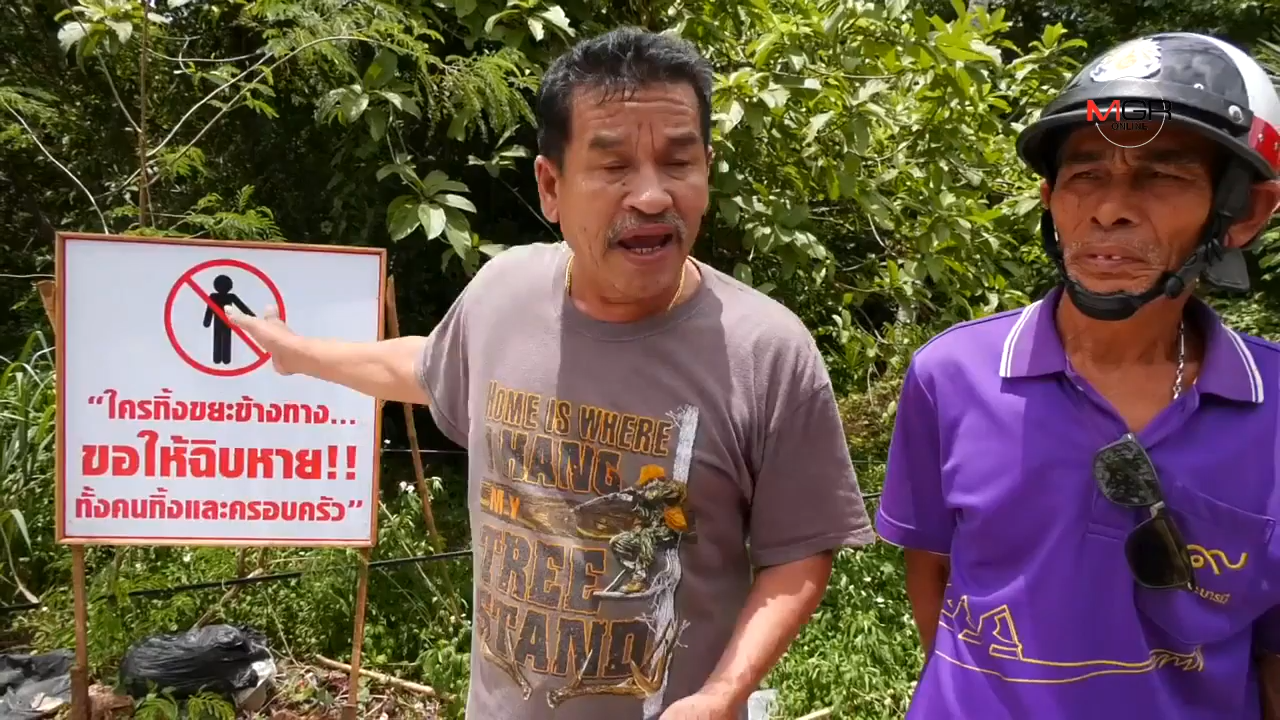 MGR
ONLINE
“ใครทิ้งขยะข้างทาง...
ขอให้ฉิบหาย!!
ทั้งคนทิ้งและครอบครัว”
HOME IS WHERE
I HANG
MY
TREE
STAND